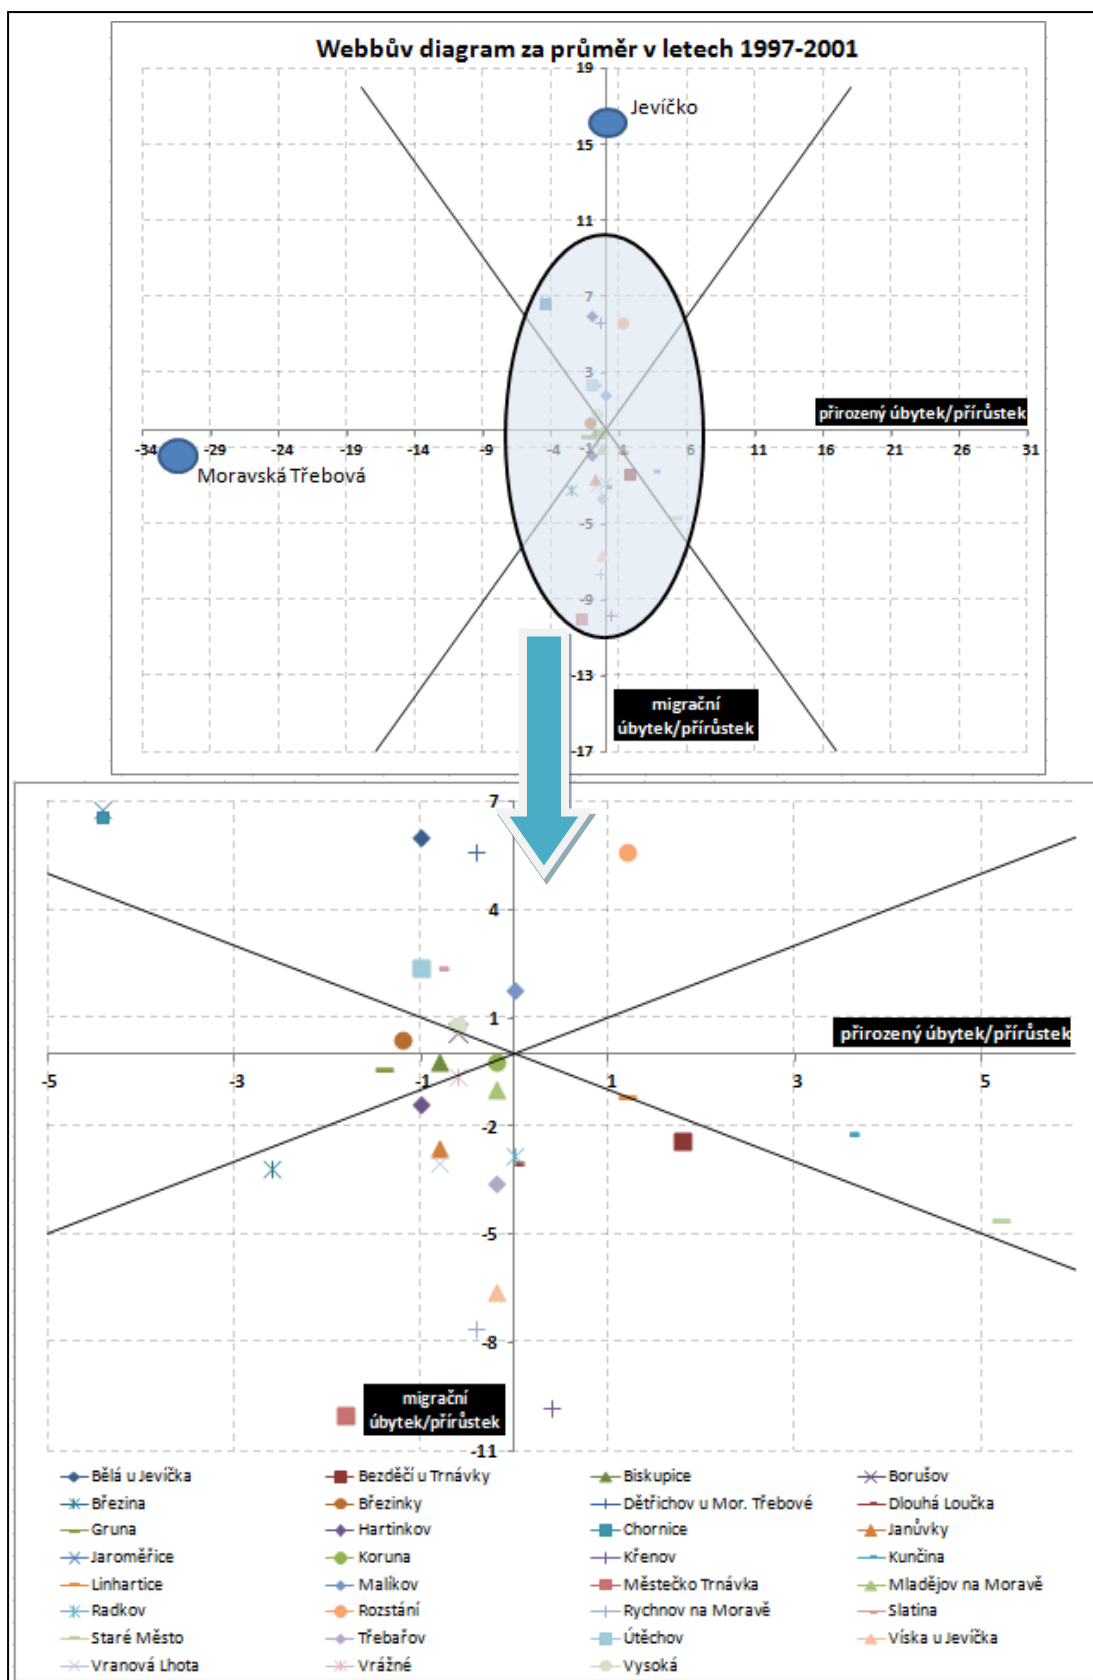 Webbův diagram za průměr v letech 1997-2001
19
Jevíčko
15
11
7
3
přirozený úbytek/přírůstek
-34 -29 -24 -19 -14 -9 -4 -1 1 6 11 16 21 26 31
Moravská Třebová
-5
-9
-13
migrační
úbytek/přírůstek
-17
7
4
1
přirozený úbytek/přírůstek
-5 -3 -1 1 3 5
-2
-5
-8
migrační
úbytek/přírůstek
-11
Bělá u Jevíčka Bezděčí u Trnávky Biskupice Borušov
Březina Březinky Dětřichov u Mor. Třebové Dlouhá Loučka
Gruna Hartinkov Chornice Janůvky
Jaroměřice Koruna Křenov Kunčina
Linhartice Malíkov Městečko Trnávka Mladějov na Moravě
Radkov Rozstání Rychnov na Moravě Slatina
Staré Město Třebařov Útěchov Víska u Jevíčka
Vranová Lhota Vrážné Vysoká